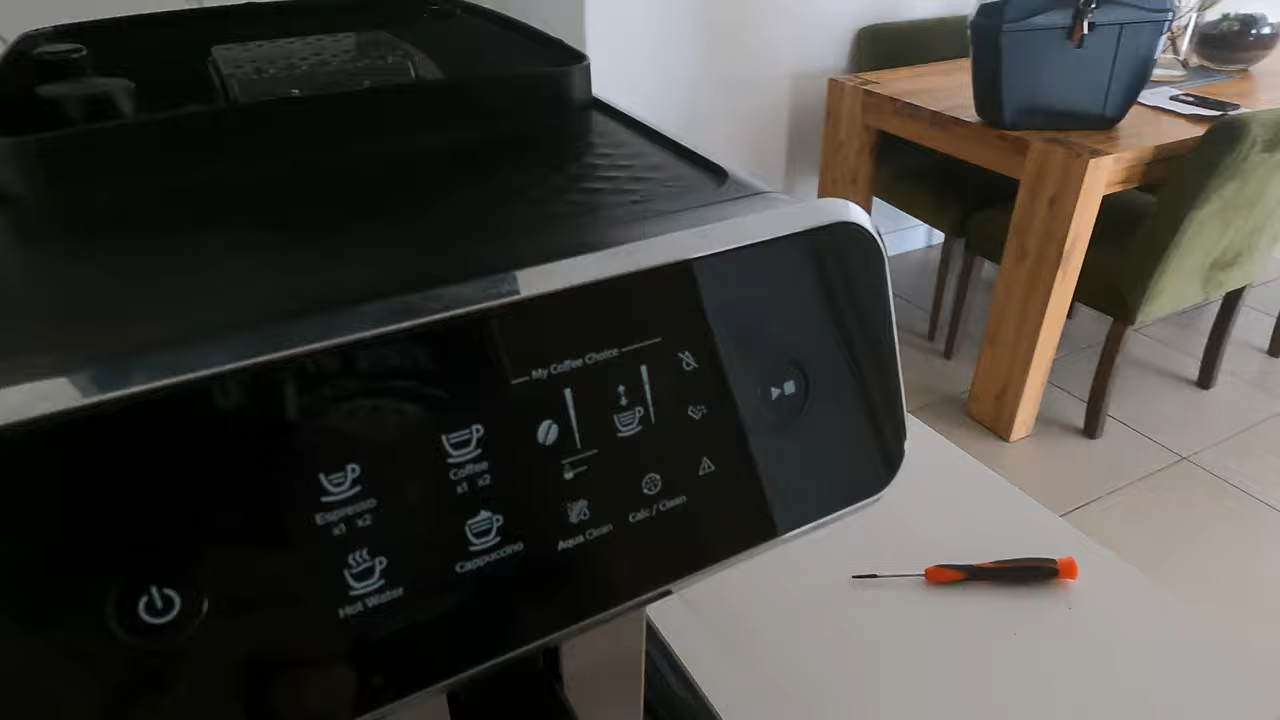 My Coffee Choice
Coffee
x1 x2
Espresso
x1 x2
Cappuccino
Hot Water
Aqua Clean
Calc / Clean